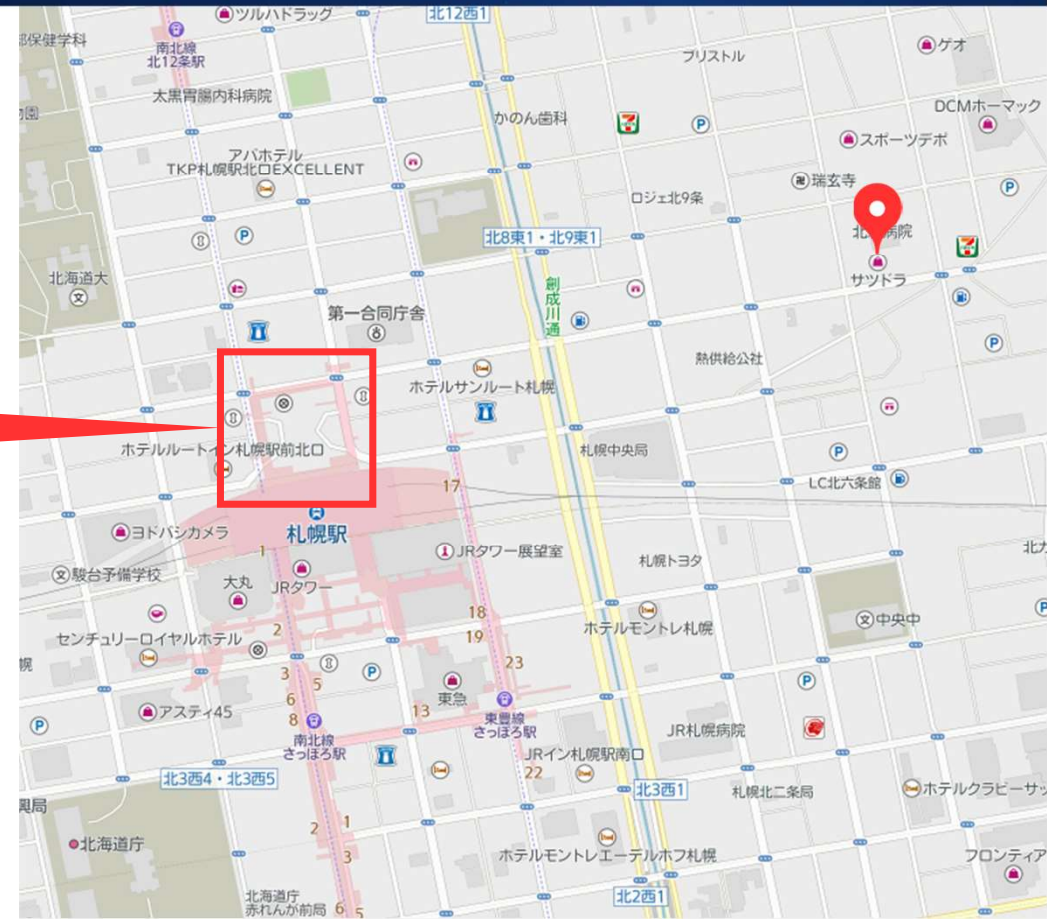 ツルハドラッグ
北12西1
部保健学科
南北線
北12条駅
ブリストル
ゲオ
太黒胃腸内科病院
かのん歯科
DCMホーマック
スポーツデポ
アパホテル
TKP札幌駅北口EXCELLENT
瑞玄寺
ロジェ北9条
北8東1・北9東1
病院
サツドラ
北海道大
創成川通
第一合同庁舎
熱供給公社
ホテルサンルート札幌
ホテルルートイン札幌駅前北口
札幌中央局
LC北六条館
17
札幌駅
ヨドバシカメラ
1
JRタワー展望室
札幌トヨタ
駿台予備学校
大丸
JRタワー
18
19
ホテルモントレ札幌
中央中
センチュリーロイヤルホテル
2
23
3
5
6
8
東急
13
東豊線
さっぽろ駅
アスティ45
南北線
さっぽろ駅
JR札幌病院
JRイン札幌駅南口
22
北3西4・北3西5
北3西1
札幌北二条局
ホテルクラビーサッ
興局
2
1
3
北海道庁
ホテルモントレエーデルホフ札幌
フロンティア
北海道庁
赤れんが前局
6
5
北2西1